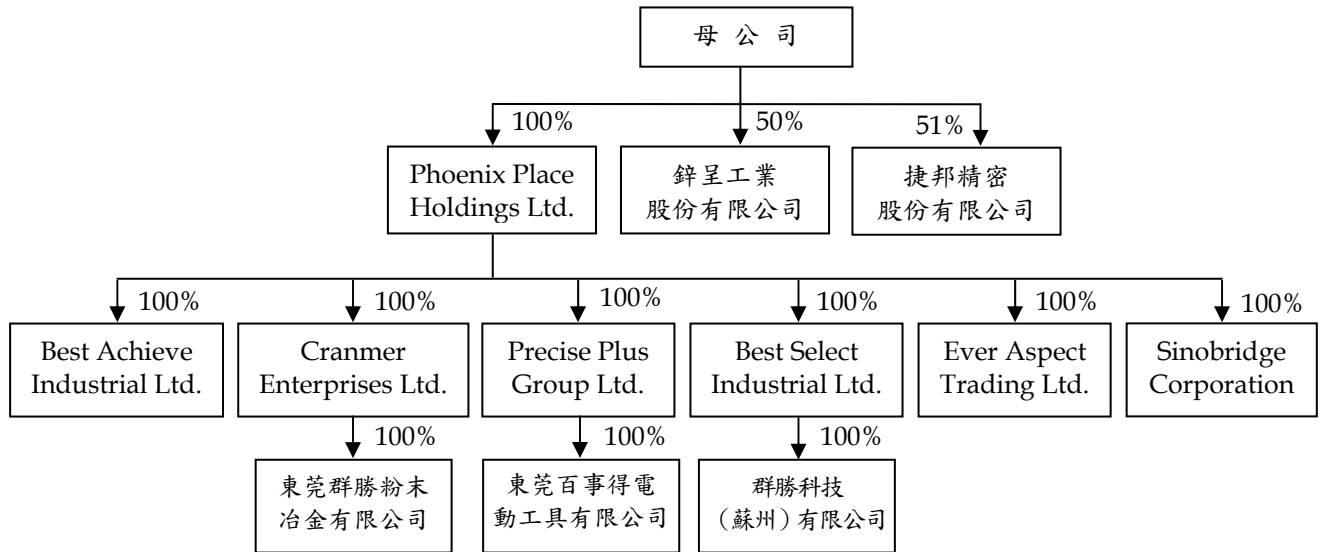 母 公 司
100%
50%
51%
Phoenix Place
Holdings Ltd.
鋅呈工業
股份有限公司
捷邦精密
股份有限公司
100%
100%
100%
100%
100%
100%
Best Achieve
Industrial Ltd.
Cranmer
Enterprises Ltd.
Precise Plus
Group Ltd.
Best Select
Industrial Ltd.
Ever Aspect
Trading Ltd.
Sinobridge
Corporation
100%
100%
100%
東莞群勝粉末
冶金有限公司
東莞百事得電
動工具有限公司
群勝科技
（蘇州）有限公司